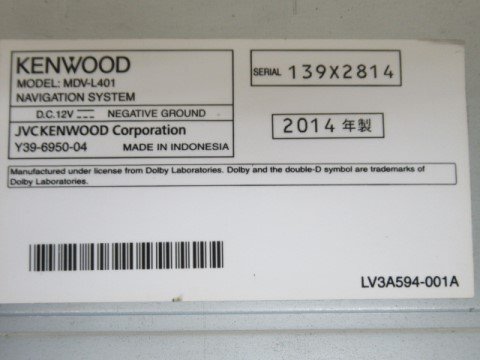 KENWOOD
MODEL: MDV-L401
NAVIGATION SYSTEM
D.C.12V ⎓ NEGATIVE GROUND
JVCKENWOOD Corporation
Y39-6950-04 MADE IN INDONESIA
SERIAL 139X2814
2014 年製
Manufactured under license from Dolby Laboratories. Dolby and the double-D symbol are trademarks of
Dolby Laboratories.
LV3A594-001A